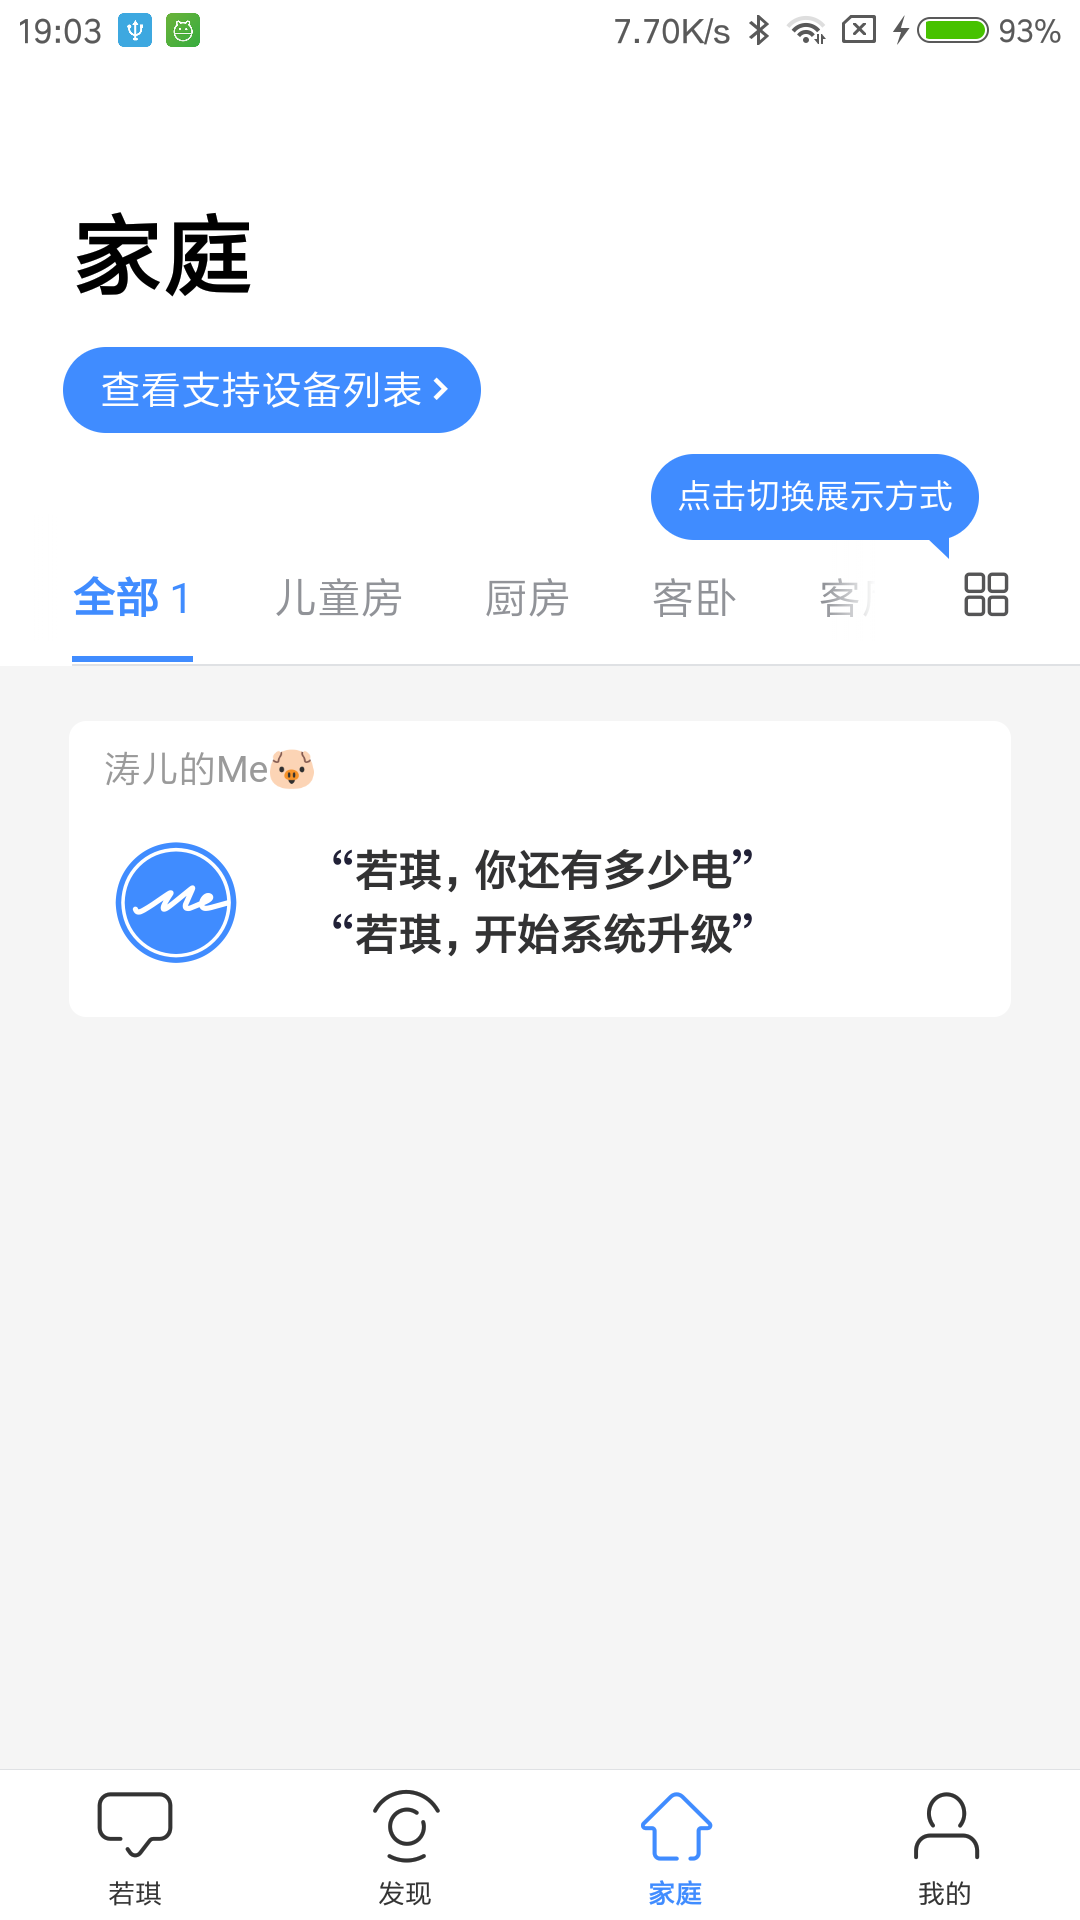 19:03 7.70K/s 93%
家庭
查看支持设备列表
点击切换展示方式
全部 1 儿童房 厨房 客卧 客
涛儿的Me🐷
Me
“若琪，你还有多少电”
“若琪，开始系统升级”
若琪 发现 家庭 我的